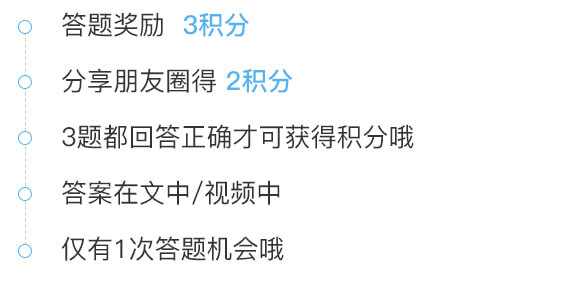 答题奖励 3积分
分享朋友圈得 2积分
3题都回答正确才可获得积分哦
答案在文中/视频中
仅有1次答题机会哦